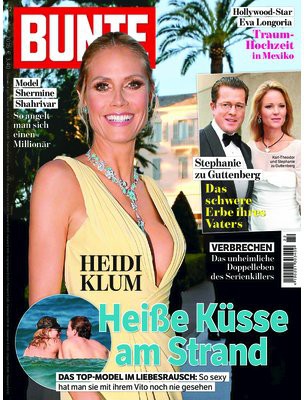 BUNTE
Hollywood-Star
Eva Longoria
Traum-
Hochzeit
in Mexiko
Model
Shermine
Shahrivar
So angelt
man sich
einen
Millionär
Karl-Theodor
und Stephanie
zu Guttenberg
Stephanie
zu Guttenberg
Das
schwere
Erbe ihres
Vaters
VERBRECHEN
Das unheimliche
Doppelleben
des Serienkillers
HEIDI
KLUM
Heiße Küsse
am Strand
DAS TOP-MODEL IM LIEBESRAUSCH: So sexy
hat man sie mit ihrem Vito noch nie gesehen